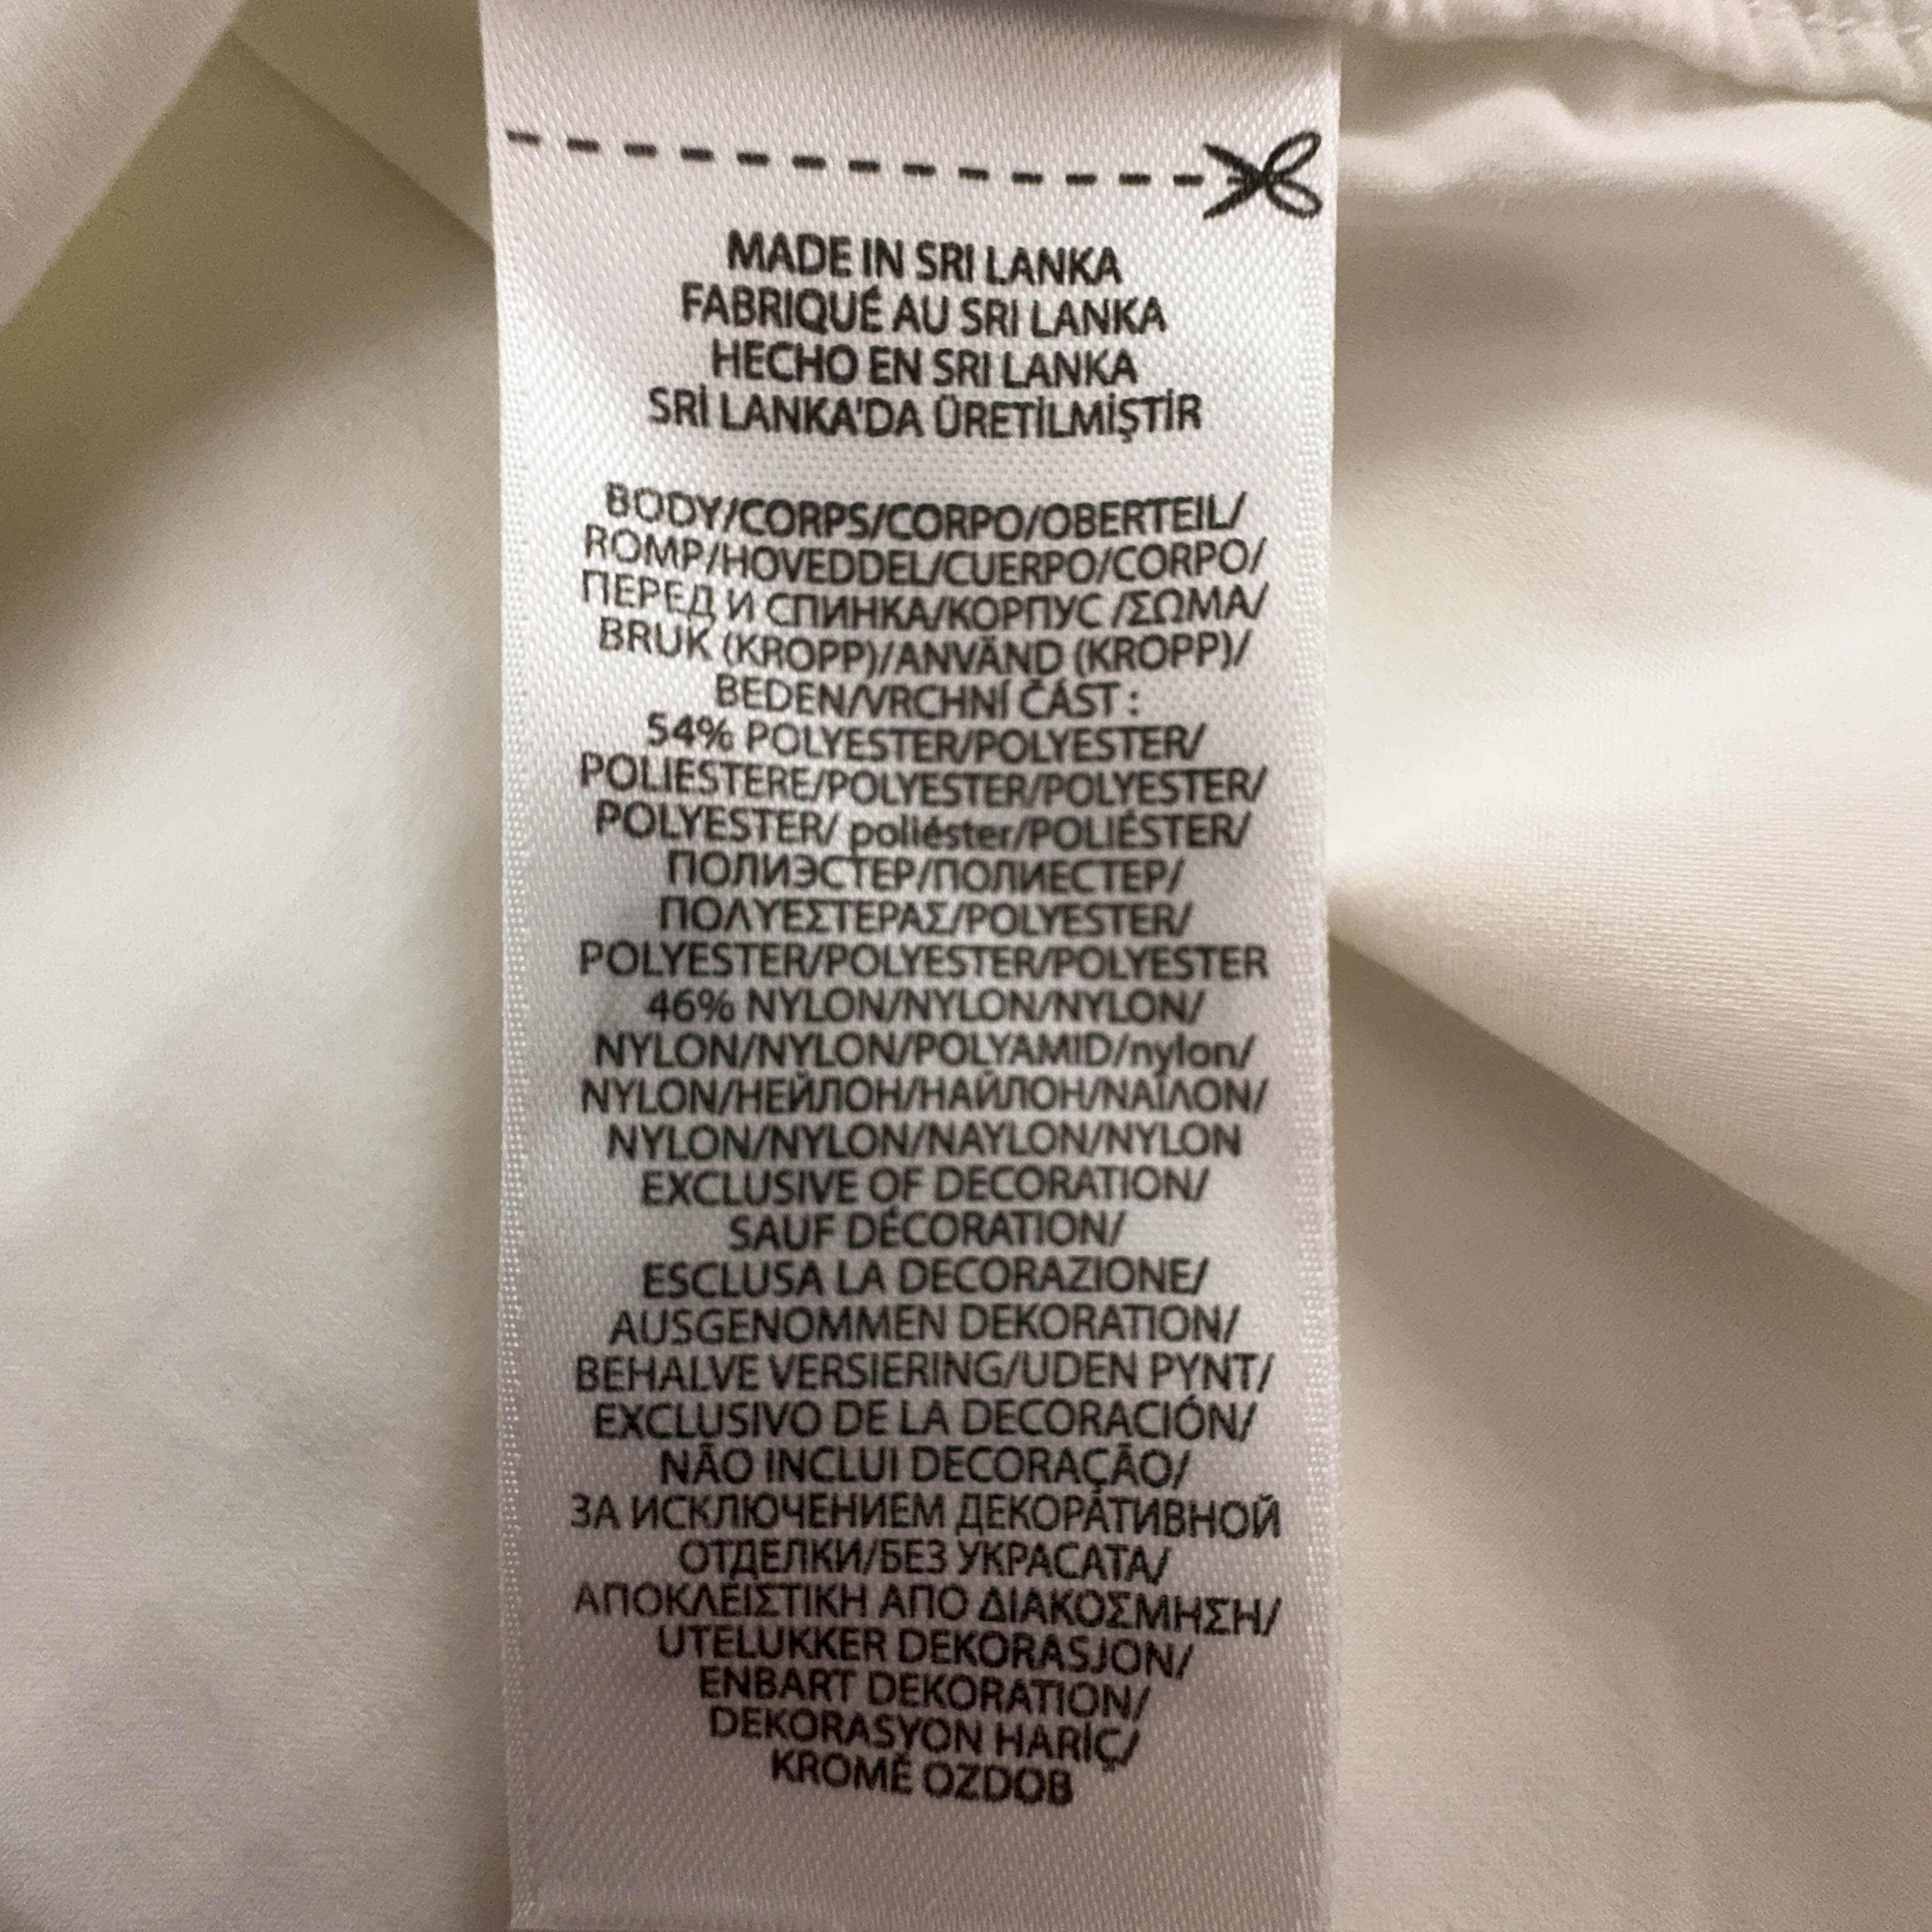 MADE IN SRI LANKA
FABRIQUÉ AU SRI LANKA
HECHO EN SRI LANKA
SRİ LANKA'DA ÜRETİLMİŞTİR
BODY/CORPS/CORPO/OBERTEIL/
ROMP/HOVEDDEL/CUERPO/CORPO/
ПЕРЕД И СПИНКА/КОРПУС /ΣΩΜΑ/
BRUK (KROPP)/ANVÄND (KROPP)/
BEDEN/VRCHNÍ ČÁST :
54% POLYESTER/POLYESTER/
POLIESTERE/POLYESTER/POLYESTER/
POLYESTER/ poliéster/POLIÉSTER/
ПОЛИЭСТЕР/ПОЛИЕСТЕР/
ΠΟΛΥΕΣΤΕΡΑΣ/POLYESTER/
POLYESTER/POLYESTER/POLYESTER
46% NYLON/NYLON/NYLON/
NYLON/NYLON/POLYAMID/nylon/
NYLON/НЕЙЛОН/НАЙЛОН/ΝΑΪΛΟΝ/
NYLON/NYLON/NAYLON/NYLON
EXCLUSIVE OF DECORATION/
SAUF DÉCORATION/
ESCLUSA LA DECORAZIONE/
AUSGENOMMEN DEKORATION/
BEHALVE VERSIERING/UDEN PYNT/
EXCLUSIVO DE LA DECORACIÓN/
NÃO INCLUI DECORAÇÃO/
ЗА ИСКЛЮЧЕНИЕМ ДЕКОРАТИВНОЙ
ОТДЕЛКИ/БЕЗ УКРАСАТА/
ΑΠΟΚΛΕΙΣΤΙΚΗ ΑΠΟ ΔΙΑΚΟΣΜΗΣΗ/
UTELUKKER DEKORASJON/
ENBART DEKORATION/
DEKORASYON HARİÇ/
KROMĚ OZDOB